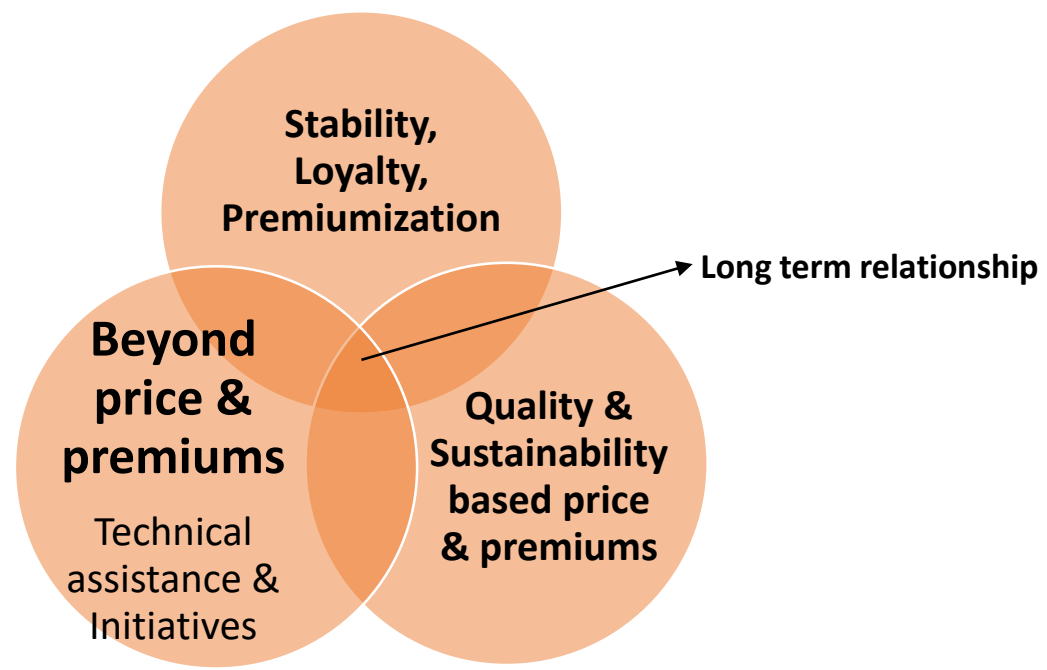 Stability,
Loyalty,
Premiumization
Long term relationship
Beyond
price &
premiums
Technical
assistance &
Initiatives
Quality &
Sustainability
based price
& premiums